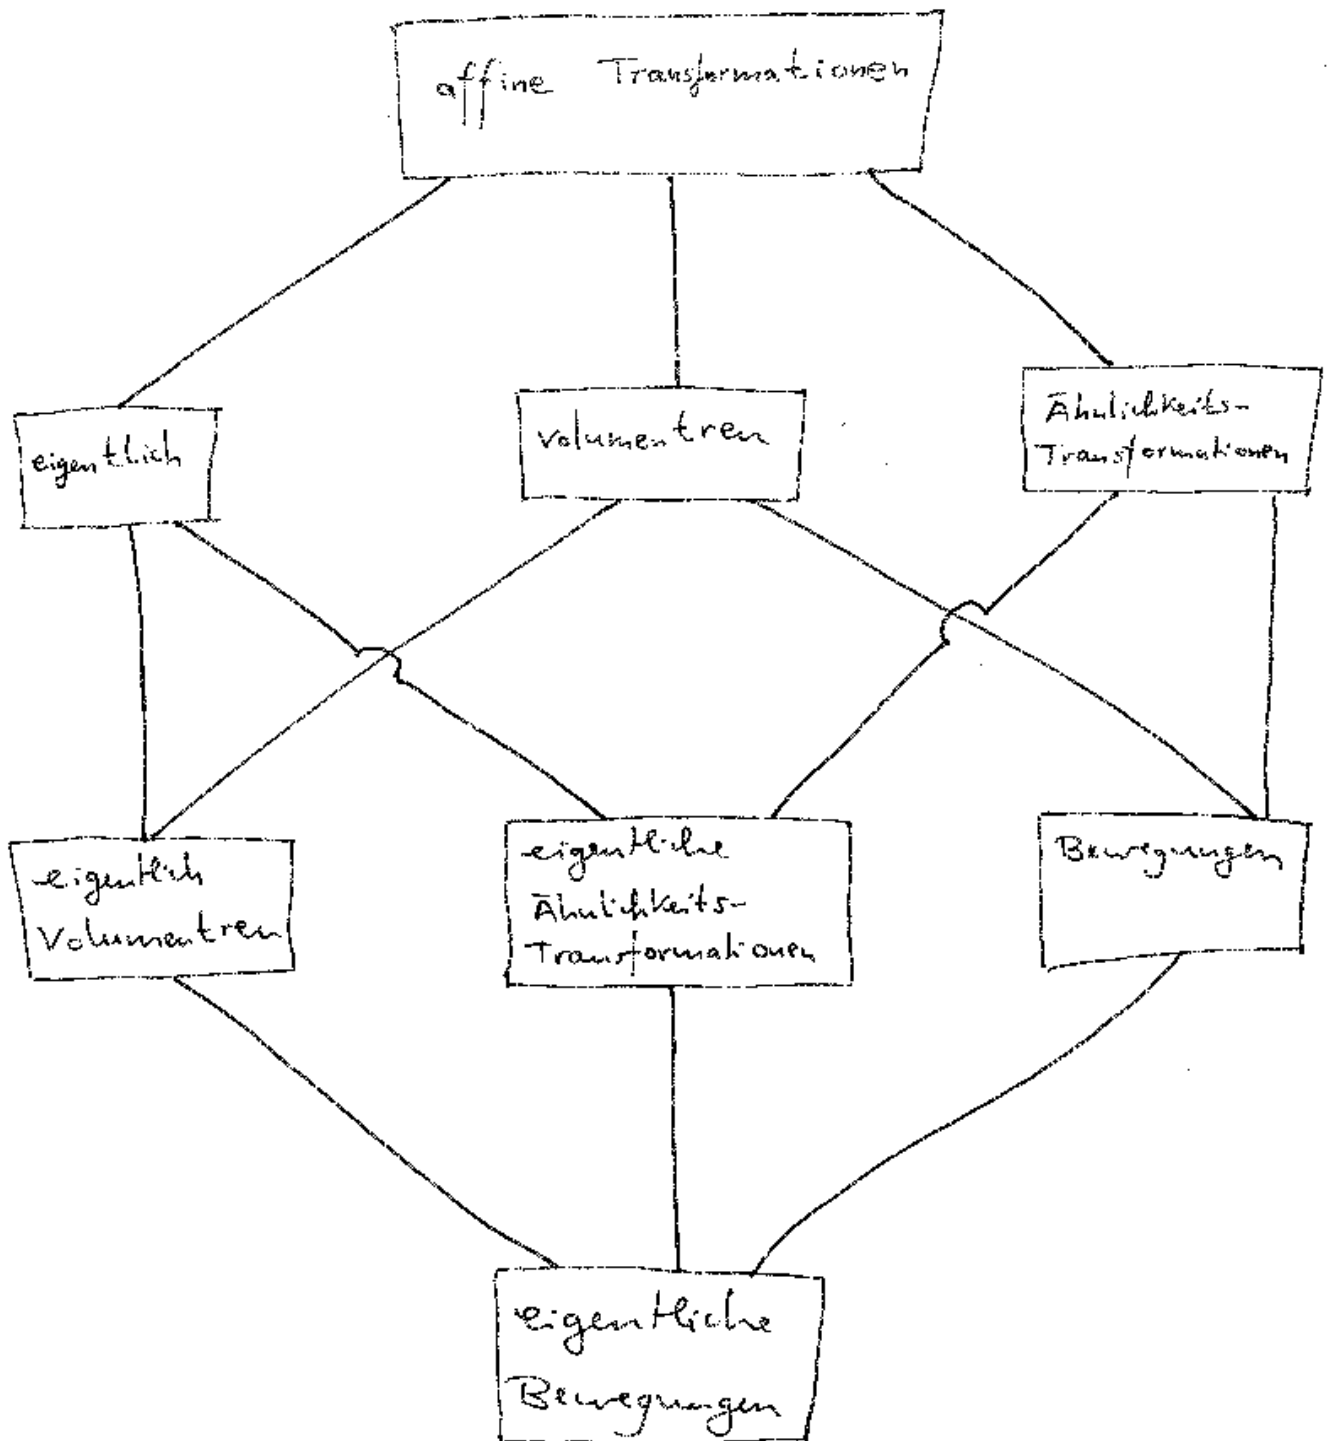 affine Transformationen
eigentlich
volumentreu
Ähnlichkeits-
Transformationen
eigentlich
Volumentreu
eigentliche
Ähnlichkeits-
Transformationen
Bewegungen
eigentliche
Bewegungen